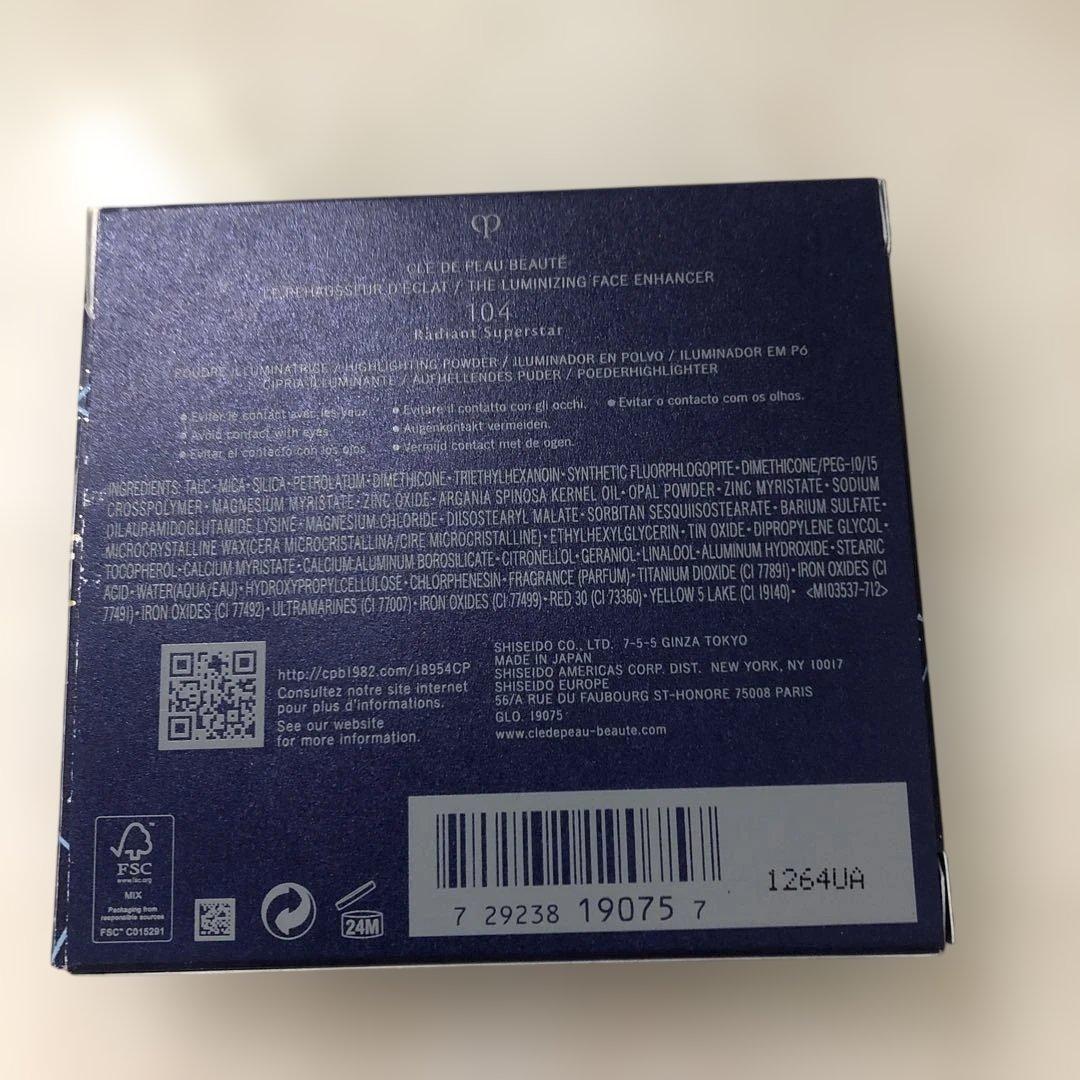 CLÉ DE PEAU BEAUTÉ
LE REHAUSSEUR D'ÉCLAT / THE LUMINIZING FACE ENHANCER
104
Radiant Superstar
POUDRE ILLUMINATRICE / HIGHLIGHTING POWDER / ILUMINADOR EN POLVO / ILUMINADOR EM PÓ
CIPRIA ILLUMINANTE / AUFHELLENDES PUDER / POEDERHIGHLIGHTER
● Eviter le contact avec les yeux.
● Avoid contact with eyes.
● Evitar el contacto con los ojos.
● Evitare il contatto con gli occhi.
● Augenkontakt vermeiden.
● Vermijd contact met de ogen.
● Evitar o contacto com os olhos.
INGREDIENTS: TALC・MICA・SILICA・PETROLATUM・DIMETHICONE・TRIETHYLHEXANOIN・SYNTHETIC FLUORPHLOGOPITE・DIMETHICONE/PEG-10/15
CROSSPOLYMER・MAGNESIUM MYRISTATE・ZINC OXIDE・ARGANIA SPINOSA KERNEL OIL・OPAL POWDER・ZINC MYRISTATE・SODIUM
DILAURAMIDOGLUTAMIDE LYSINE・MAGNESIUM CHLORIDE・DIISOSTEARYL MALATE・SORBITAN SESQUIISOSTEARATE・BARIUM SULFATE・
MICROCRYSTALLINE WAX(CERA MICROCRISTALLINA/CIRE MICROCRISTALLINE)・ETHYLHEXYLGLYCERIN・TIN OXIDE・DIPROPYLENE GLYCOL・
TOCOPHEROL・CALCIUM MYRISTATE・CALCIUM ALUMINUM BOROSILICATE・CITRONELLOL・GERANIOL・LINALOOL・ALUMINUM HYDROXIDE・STEARIC
ACID・WATER(AQUA/EAU)・HYDROXYPROPYLCELLULOSE・CHLORPHENESIN・FRAGRANCE (PARFUM)・TITANIUM DIOXIDE (CI 77891)・IRON OXIDES (CI
77491)・IRON OXIDES (CI 77492)・ULTRAMARINES (CI 77007)・IRON OXIDES (CI 77499)・RED 30 (CI 73360)・YELLOW 5 LAKE (CI 19140)・ <M103537-712>
http://cpb1982.com/18954CP
Consultez notre site internet
pour plus d'informations.
See our website
for more information.
SHISEIDO CO., LTD. 7-5-5 GINZA TOKYO
MADE IN JAPAN
SHISEIDO AMERICAS CORP. DIST. NEW YORK, NY 10017
SHISEIDO EUROPE
56/A RUE DU FAUBOURG ST-HONORE 75008 PARIS
GLO. 19075
www.cledepeau-beaute.com
FSC
www.fsc.org
MIX
Packaging from
responsible sources
FSC™ C015291
24M
7 29238 19075 7
1264UA